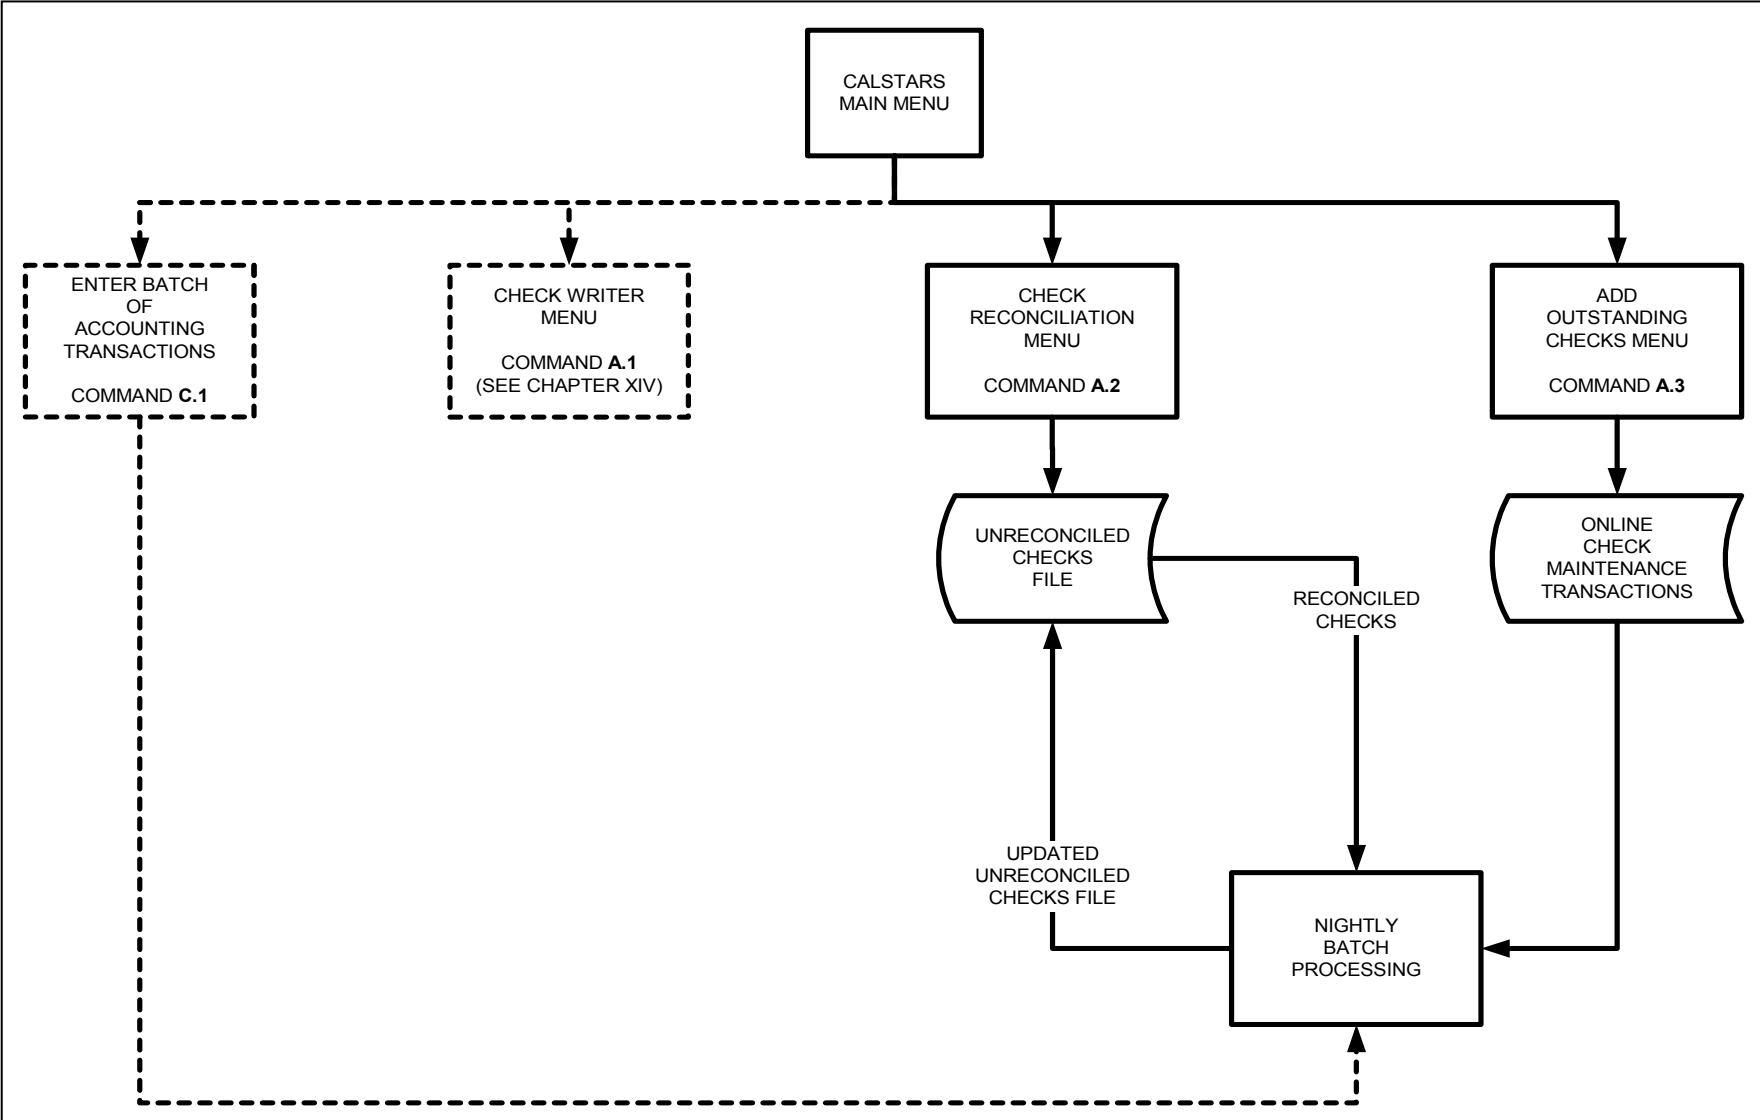 CALSTARS
MAIN MENU
ENTER BATCH
OF
ACCOUNTING
TRANSACTIONS
COMMAND C.1
CHECK WRITER
MENU
COMMAND A.1
(SEE CHAPTER XIV)
CHECK
RECONCILIATION
MENU
COMMAND A.2
ADD
OUTSTANDING
CHECKS MENU
COMMAND A.3
UNRECONCILED
CHECKS
FILE
ONLINE
CHECK
MAINTENANCE
TRANSACTIONS
RECONCILED
CHECKS
UPDATED
UNRECONCILED
CHECKS FILE
NIGHTLY
BATCH
PROCESSING